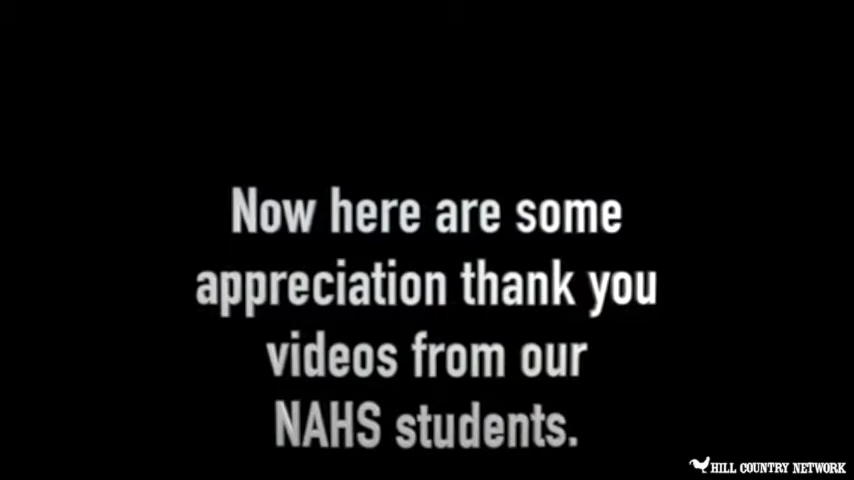 Now here are some
appreciation thank you
videos from our
NAHS students.
HILL COUNTRY NETWORK